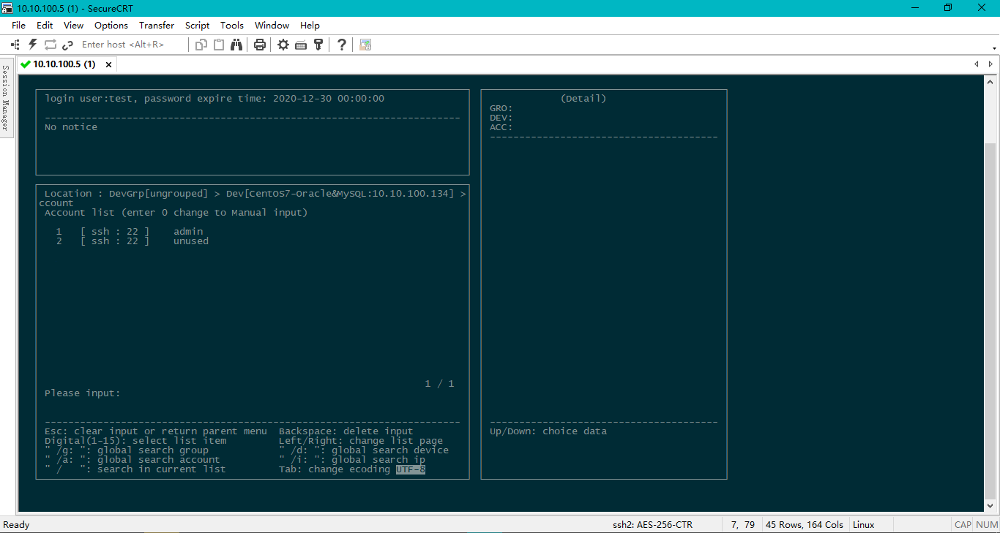 10.10.100.5 (1) - SecureCRT
File Edit View Options Transfer Script Tools Window Help
Enter host <Alt+R>
10.10.100.5 (1)
Session Manager
login user:test, password expire time: 2020-12-30 00:00:00
-----------------------------------------------------------------------
No notice
Location : DevGrp[ungrouped] > Dev[CentOS7-Oracle&MySQL:10.10.100.134] >
ccount
Account list (enter 0 change to Manual input)
1 [ ssh : 22 ] admin
2 [ ssh : 22 ] unused
1 / 1
Please input:
-----------------------------------------------------------------------
Esc: clear input or return parent menu Backspace: delete input
Digital(1-15): select list item Left/Right: change list page
" /g: ": global search group " /d: ": global search device
" /a: ": global search account " /i: ": global search ip
" / ": search in current list Tab: change ecoding UTF-8
(Detail)
GRO:
DEV:
ACC:
---------------------------------------
---------------------------------------
Up/Down: choice data
Ready ssh2: AES-256-CTR 7, 79 45 Rows, 164 Cols Linux CAP NUM